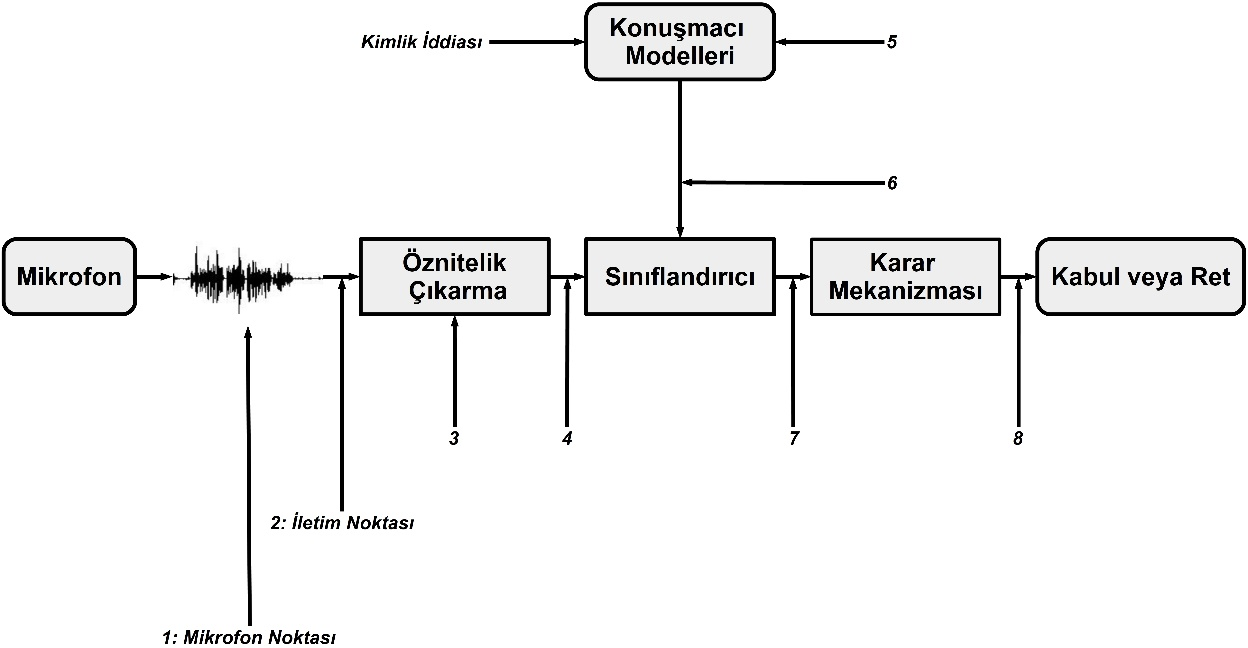 Kimlik İddiası
Konuşmacı
Modelleri
5
6
Mikrofon
Öznitelik
Çıkarma
Sınıflandırıcı
Karar
Mekanizması
Kabul veya Ret
3
4
7
8
2: İletim Noktası
1: Mikrofon Noktası